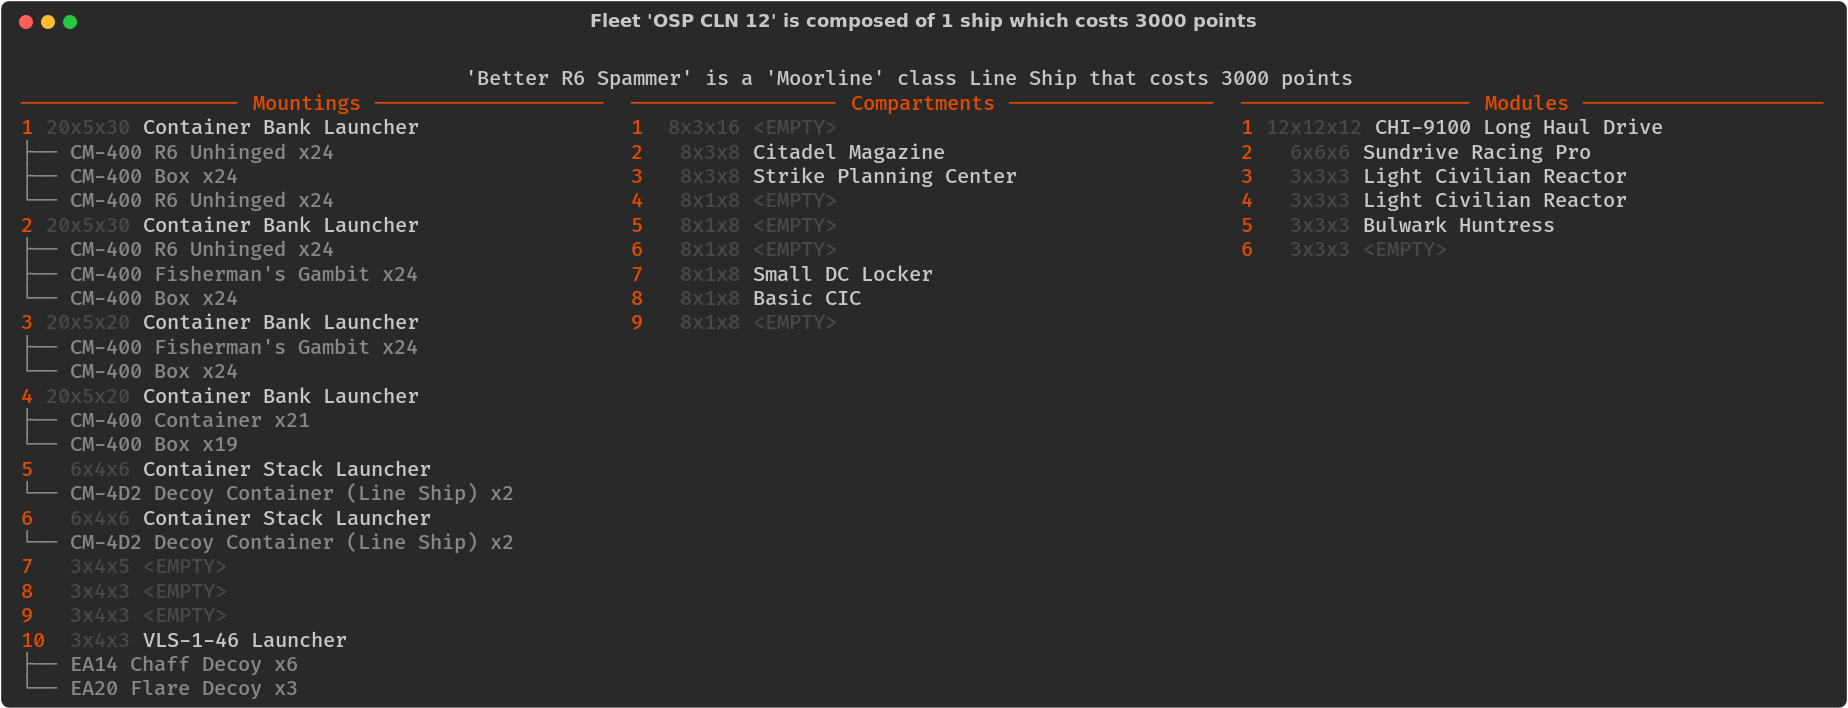 Fleet 'OSP CLN 12' is composed of 1 ship which costs 3000 points
'Better R6 Spammer' is a 'Moorline' class Line Ship that costs 3000 points
Mountings
1 20x5x30 Container Bank Launcher
CM-400 R6 Unhinged x24
CM-400 Box x24
CM-400 R6 Unhinged x24
2 20x5x30 Container Bank Launcher
CM-400 R6 Unhinged x24
CM-400 Fisherman's Gambit x24
CM-400 Box x24
3 20x5x20 Container Bank Launcher
CM-400 Fisherman's Gambit x24
CM-400 Box x24
4 20x5x20 Container Bank Launcher
CM-400 Container x21
CM-400 Box x19
5 6x4x6 Container Stack Launcher
CM-4D2 Decoy Container (Line Ship) x2
6 6x4x6 Container Stack Launcher
CM-4D2 Decoy Container (Line Ship) x2
7 3x4x5 <EMPTY>
8 3x4x3 <EMPTY>
9 3x4x3 <EMPTY>
10 3x4x3 VLS-1-46 Launcher
EA14 Chaff Decoy x6
EA20 Flare Decoy x3
Compartments
1 8x3x16 <EMPTY>
2 8x3x8 Citadel Magazine
3 8x3x8 Strike Planning Center
4 8x1x8 <EMPTY>
5 8x1x8 <EMPTY>
6 8x1x8 <EMPTY>
7 8x1x8 Small DC Locker
8 8x1x8 Basic CIC
9 8x1x8 <EMPTY>
Modules
1 12x12x12 CHI-9100 Long Haul Drive
2 6x6x6 Sundrive Racing Pro
3 3x3x3 Light Civilian Reactor
4 3x3x3 Light Civilian Reactor
5 3x3x3 Bulwark Huntress
6 3x3x3 <EMPTY>